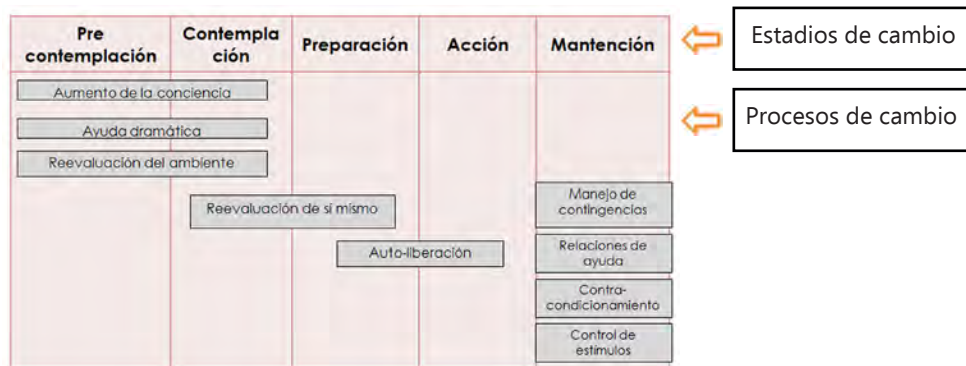 Pre
contemplación
Contempla
ción
Preparación
Acción
Mantención
Estadios de cambio
Aumento de la conciencia
Procesos de cambio
Ayuda dramática
Reevaluación del ambiente
Reevaluación de si mismo
Manejo de
contingencias
Auto-liberación
Relaciones de
ayuda
Contra-
condicionamiento
Control de
estímulos